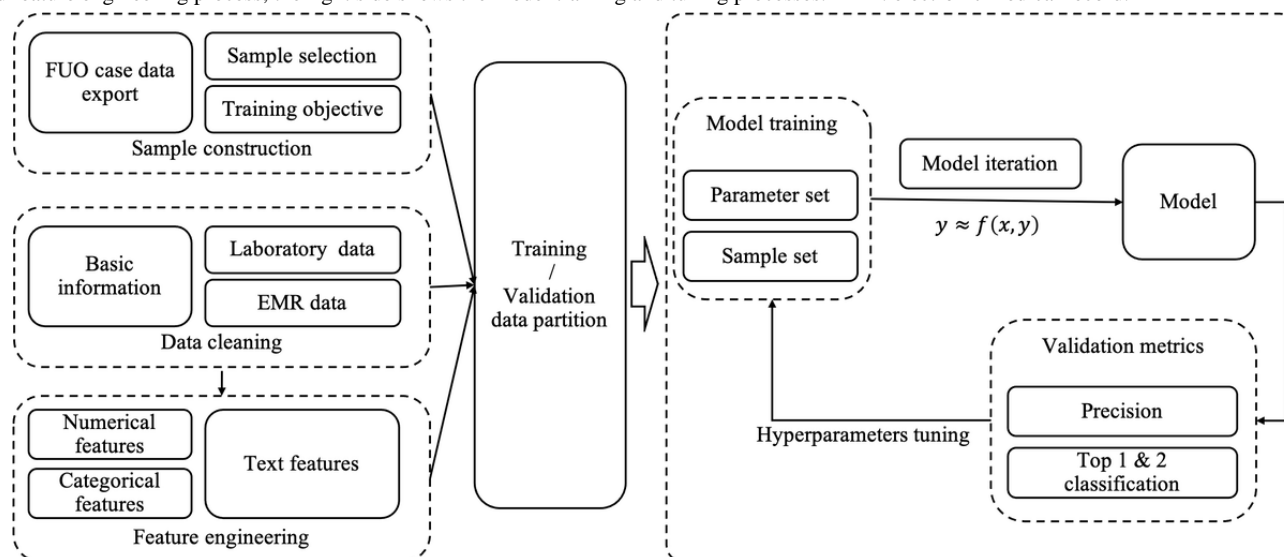 FUO case data
export
Sample selection
Training objective
Sample construction
Basic
information
Laboratory data
EMR data
Data cleaning
Numerical
features
Categorical
features
Text features
Feature engineering
Training
/
Validation
data partition
Model training
Parameter set
Sample set
Model iteration
y ≈ f(x, y)
Model
Validation metrics
Precision
Top 1 & 2
classification
Hyperparameters tuning